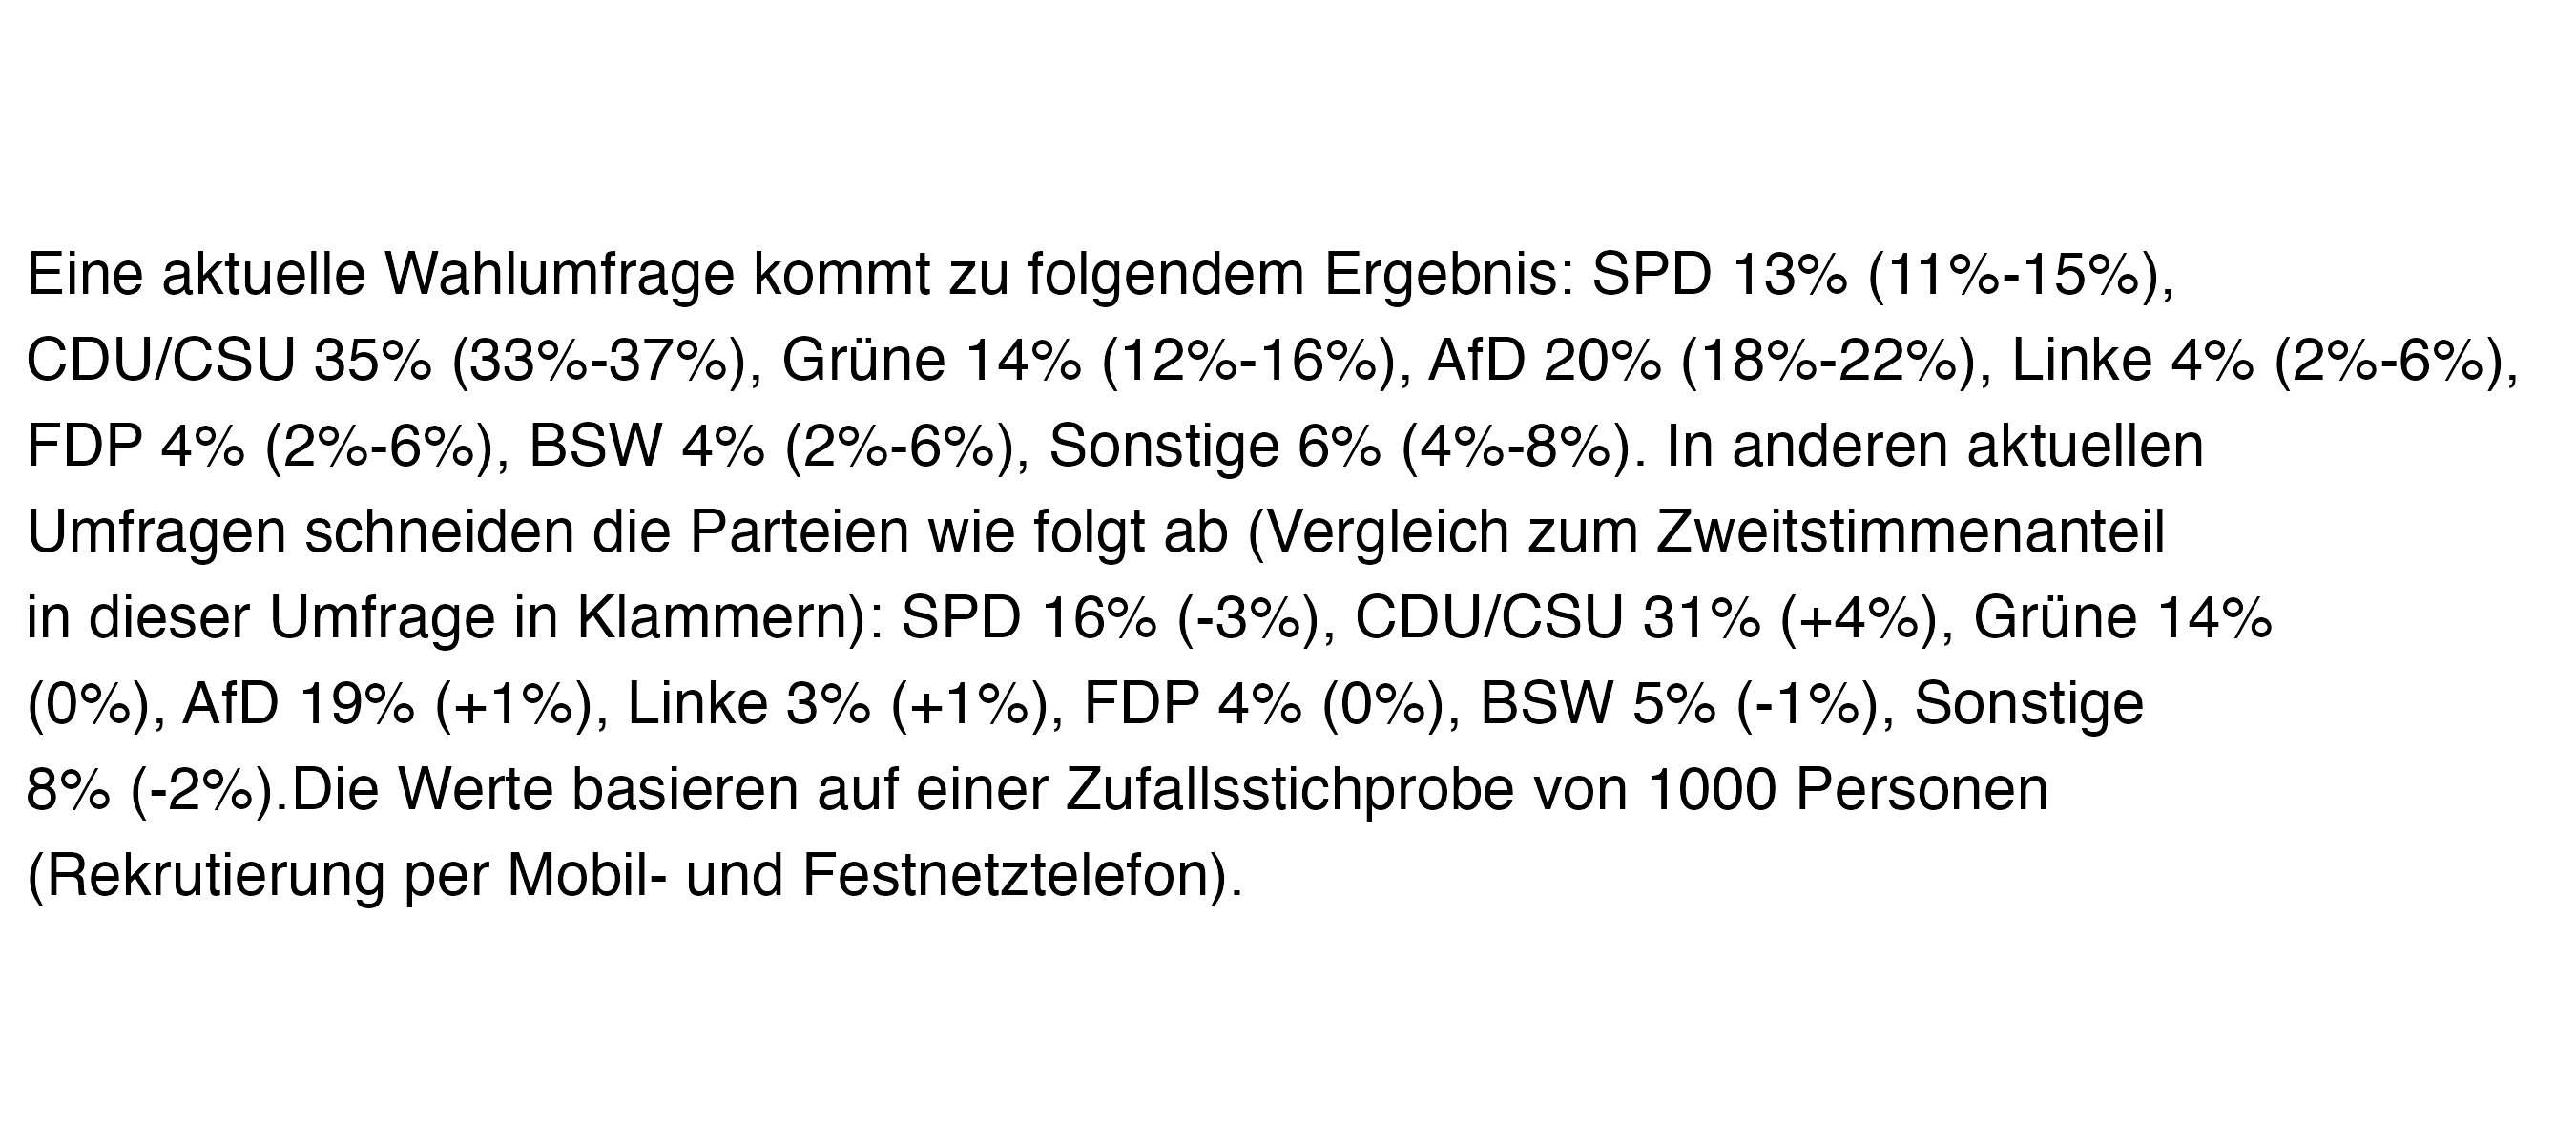 Eine aktuelle Wahlumfrage kommt zu folgendem Ergebnis: SPD 13% (11%-15%),
CDU/CSU 35% (33%-37%), Grüne 14% (12%-16%), AfD 20% (18%-22%), Linke 4% (2%-6%),
FDP 4% (2%-6%), BSW 4% (2%-6%), Sonstige 6% (4%-8%). In anderen aktuellen
Umfragen schneiden die Parteien wie folgt ab (Vergleich zum Zweitstimmenanteil
in dieser Umfrage in Klammern): SPD 16% (-3%), CDU/CSU 31% (+4%), Grüne 14%
(0%), AfD 19% (+1%), Linke 3% (+1%), FDP 4% (0%), BSW 5% (-1%), Sonstige
8% (-2%).Die Werte basieren auf einer Zufallsstichprobe von 1000 Personen
(Rekrutierung per Mobil- und Festnetztelefon).